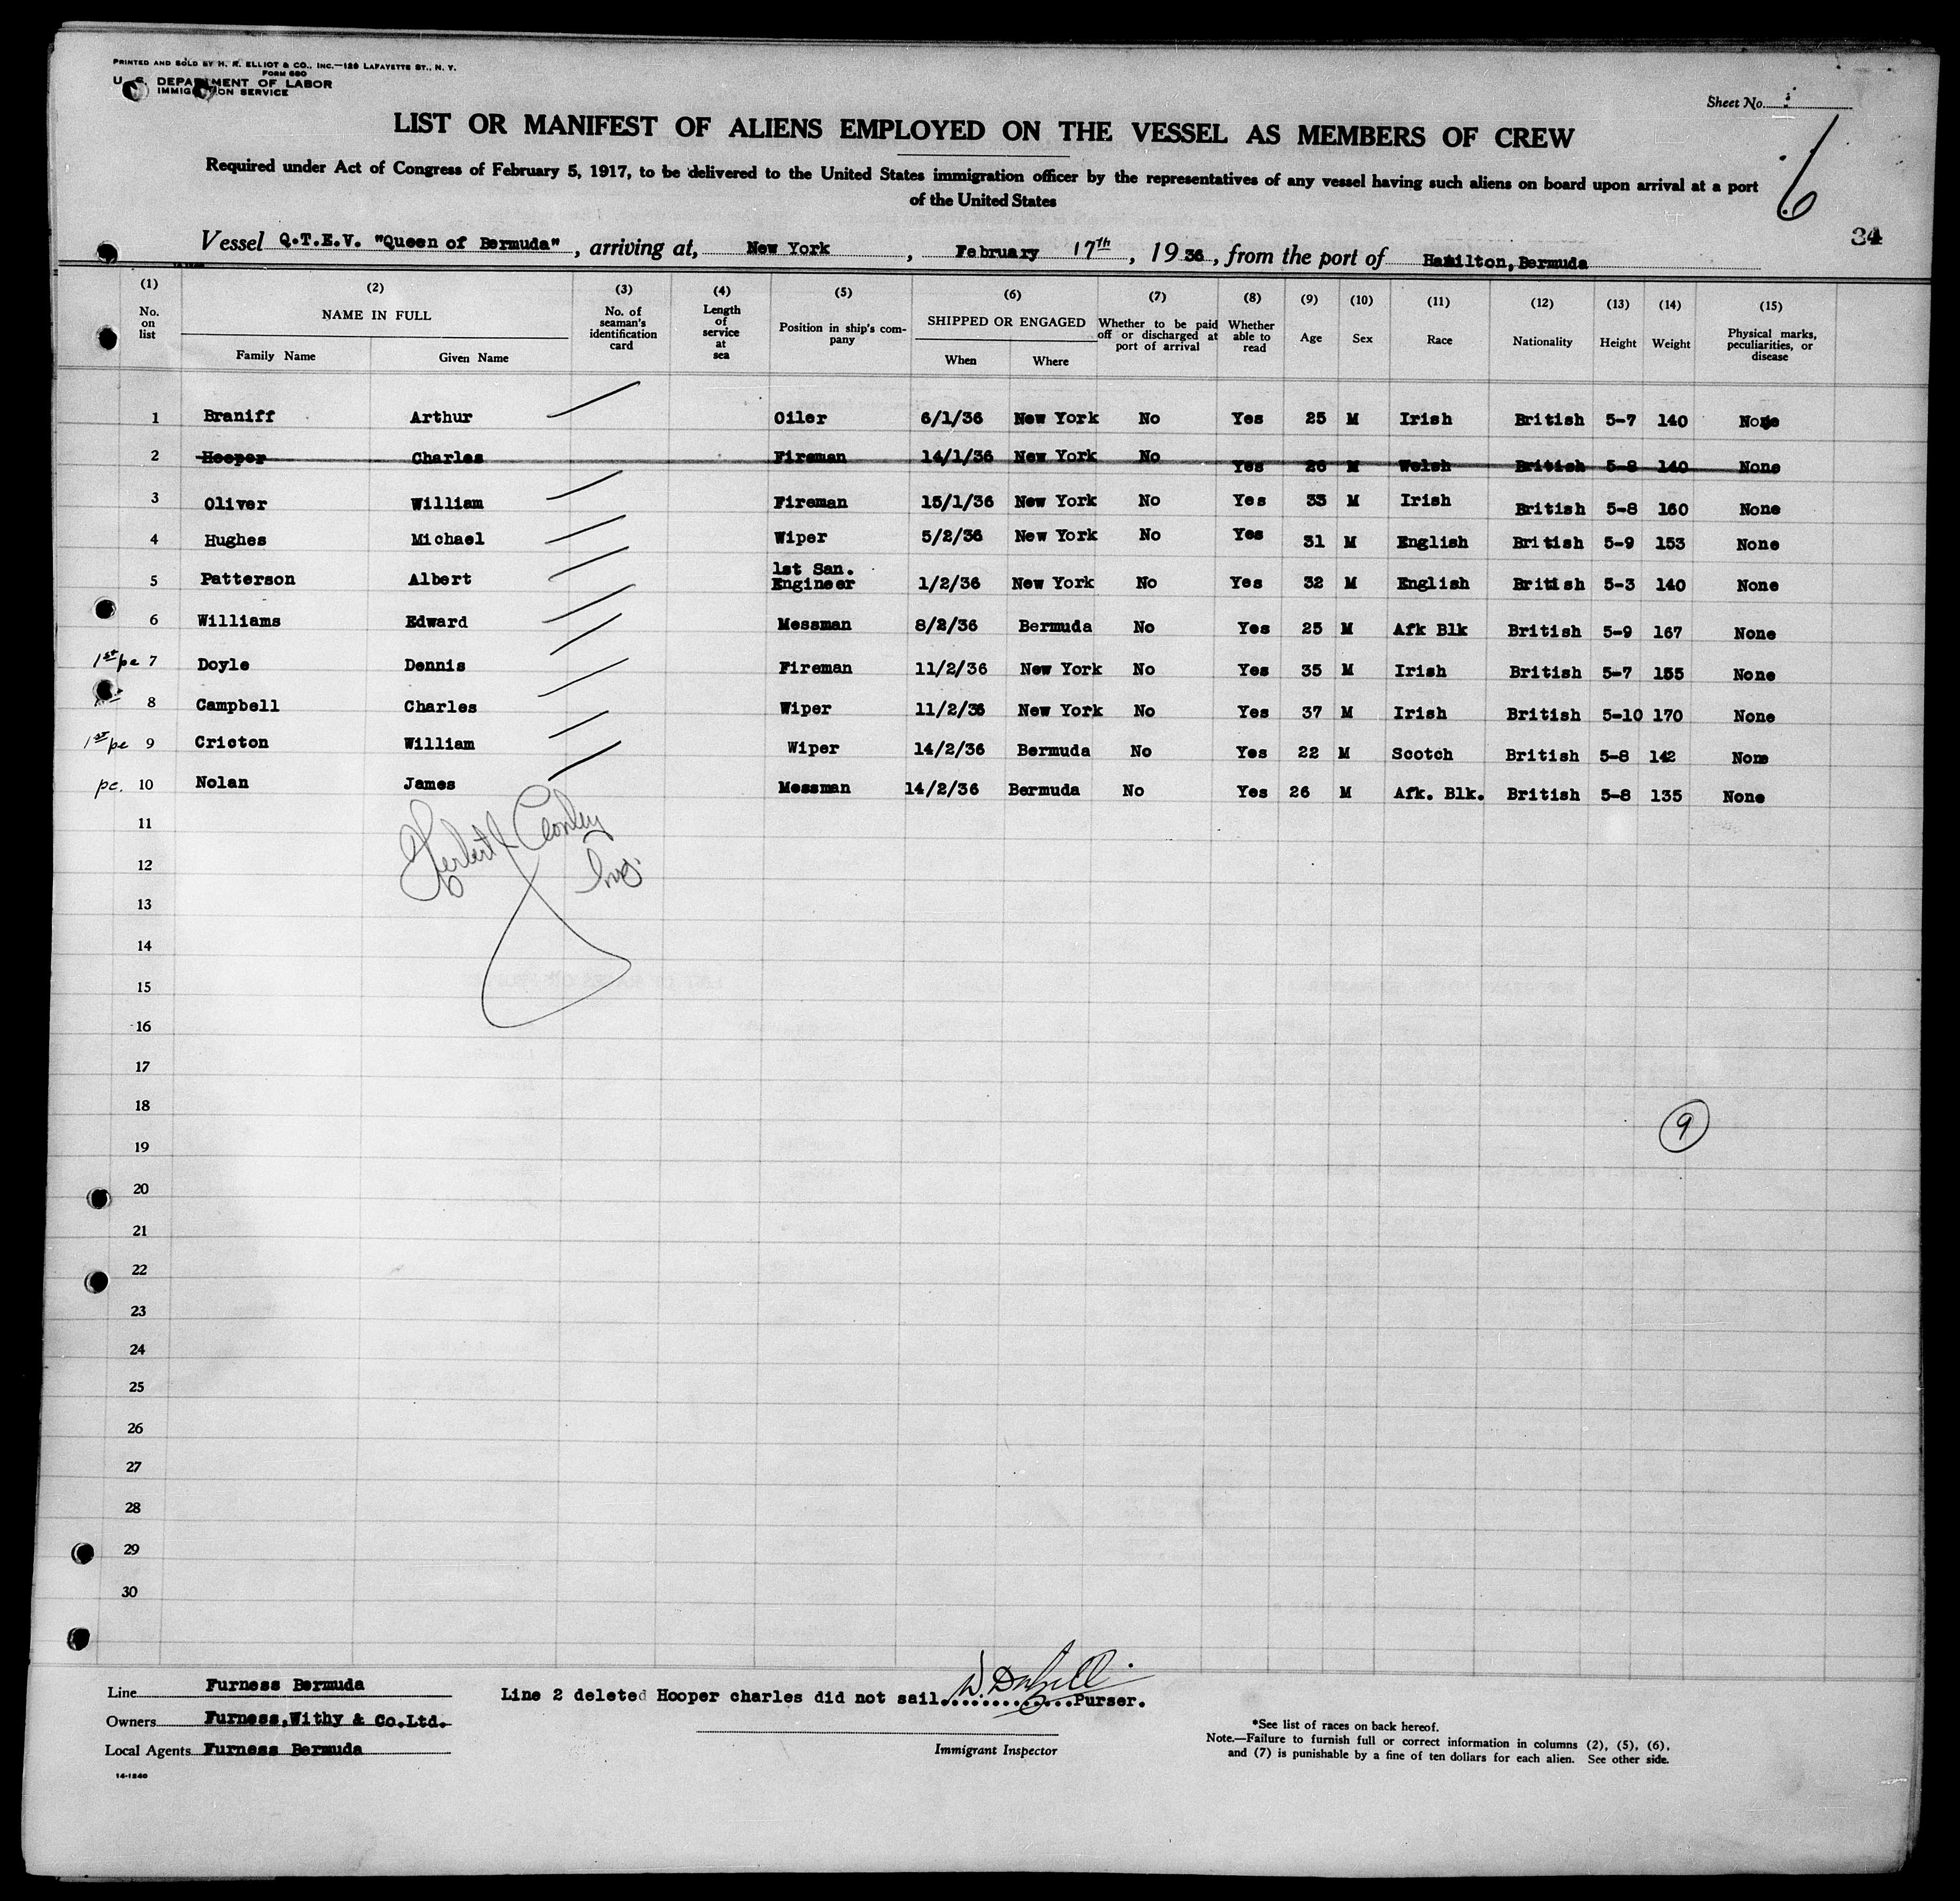 PRINTED AND SOLD BY H. R. ELLIOT & CO., INC.—129 LAFAYETTE ST., N. Y.
FORM 680
U. S. DEPARTMENT OF LABOR
IMMIGRATION SERVICE
Sheet No.
6
LIST OR MANIFEST OF ALIENS EMPLOYED ON THE VESSEL AS MEMBERS OF CREW
Required under Act of Congress of February 5, 1917, to be delivered to the United States immigration officer by the representatives of any vessel having such aliens on board upon arrival at a port
of the United States
34
Vessel Q.T.E.V. "Queen of Bermuda", arriving at, New York, February 17th, 1936, from the port of Hamilton, Bermuda
(1) (2) (3) (4) (5) (6) (7) (8) (9) (10) (11) (12) (13) (14) (15)
No. on list NAME IN FULL Family Name Given Name No. of seaman's identification card Length of service at sea Position in ship's company SHIPPED OR ENGAGED When Where Whether to be paid off or discharged at port of arrival Whether able to read Age Sex Race Nationality Height Weight Physical marks, peculiarities, or disease
1 Braniff Arthur Oiler 6/1/36 New York No Yes 25 M Irish British 5-7 140 None
2 Hooper Charles Fireman 14/1/36 New York No Yes 26 M Welsh British 5-8 140 None
3 Oliver William Fireman 15/1/36 New York No Yes 33 M Irish British 5-8 160 None
4 Hughes Michael Wiper 5/2/36 New York No Yes 31 M English British 5-9 153 None
5 Patterson Albert 1st San. Engineer 1/2/36 New York No Yes 32 M English British 5-3 140 None
6 Williams Edward Messman 8/2/36 Bermuda No Yes 25 M Afk Blk British 5-9 167 None
1st pc 7 Doyle Dennis Fireman 11/2/36 New York No Yes 35 M Irish British 5-7 155 None
8 Campbell Charles Wiper 11/2/36 New York No Yes 37 M Irish British 5-10 170 None
1st pc 9 Cricton William Wiper 14/2/36 Bermuda No Yes 22 M Scotch British 5-8 142 None
pc. 10 Nolan James Messman 14/2/36 Bermuda No Yes 26 M Afk. Blk. British 5-8 135 None
11
12
13
14
15
16
17
18
9
19
20
21
22
23
24
25
26
27
28
29
30
Line Furness Bermuda
Owners Furness, Withy & Co.Ltd.
Local Agents Furness Bermuda
14-1240
Line 2 deleted Hooper charles did not sail..............Purser.
Immigrant Inspector
*See list of races on back hereof.
Note.—Failure to furnish full or correct information in columns (2), (5), (6),
and (7) is punishable by a fine of ten dollars for each alien. See other side.